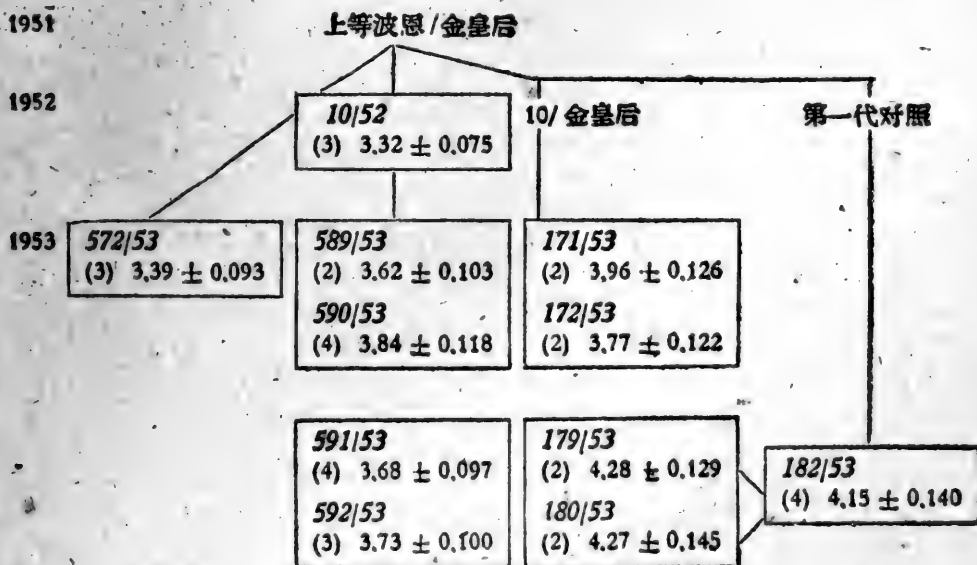 1951
上等波恩/金皇后
1952
10/52
(3) 3.32 ± 0.075
10/金皇后
第一代对照
1953
572/53
(3) 3.39 ± 0.093
589/53
(2) 3.62 ± 0.103
590/53
(4) 3.84 ± 0.118
171/53
(2) 3.96 ± 0.126
172/53
(2) 3.77 ± 0.122
591/53
(4) 3.68 ± 0.097
592/53
(3) 3.73 ± 0.100
179/53
(2) 4.28 ± 0.129
180/53
(2) 4.27 ± 0.145
182/53
(4) 4.15 ± 0.140